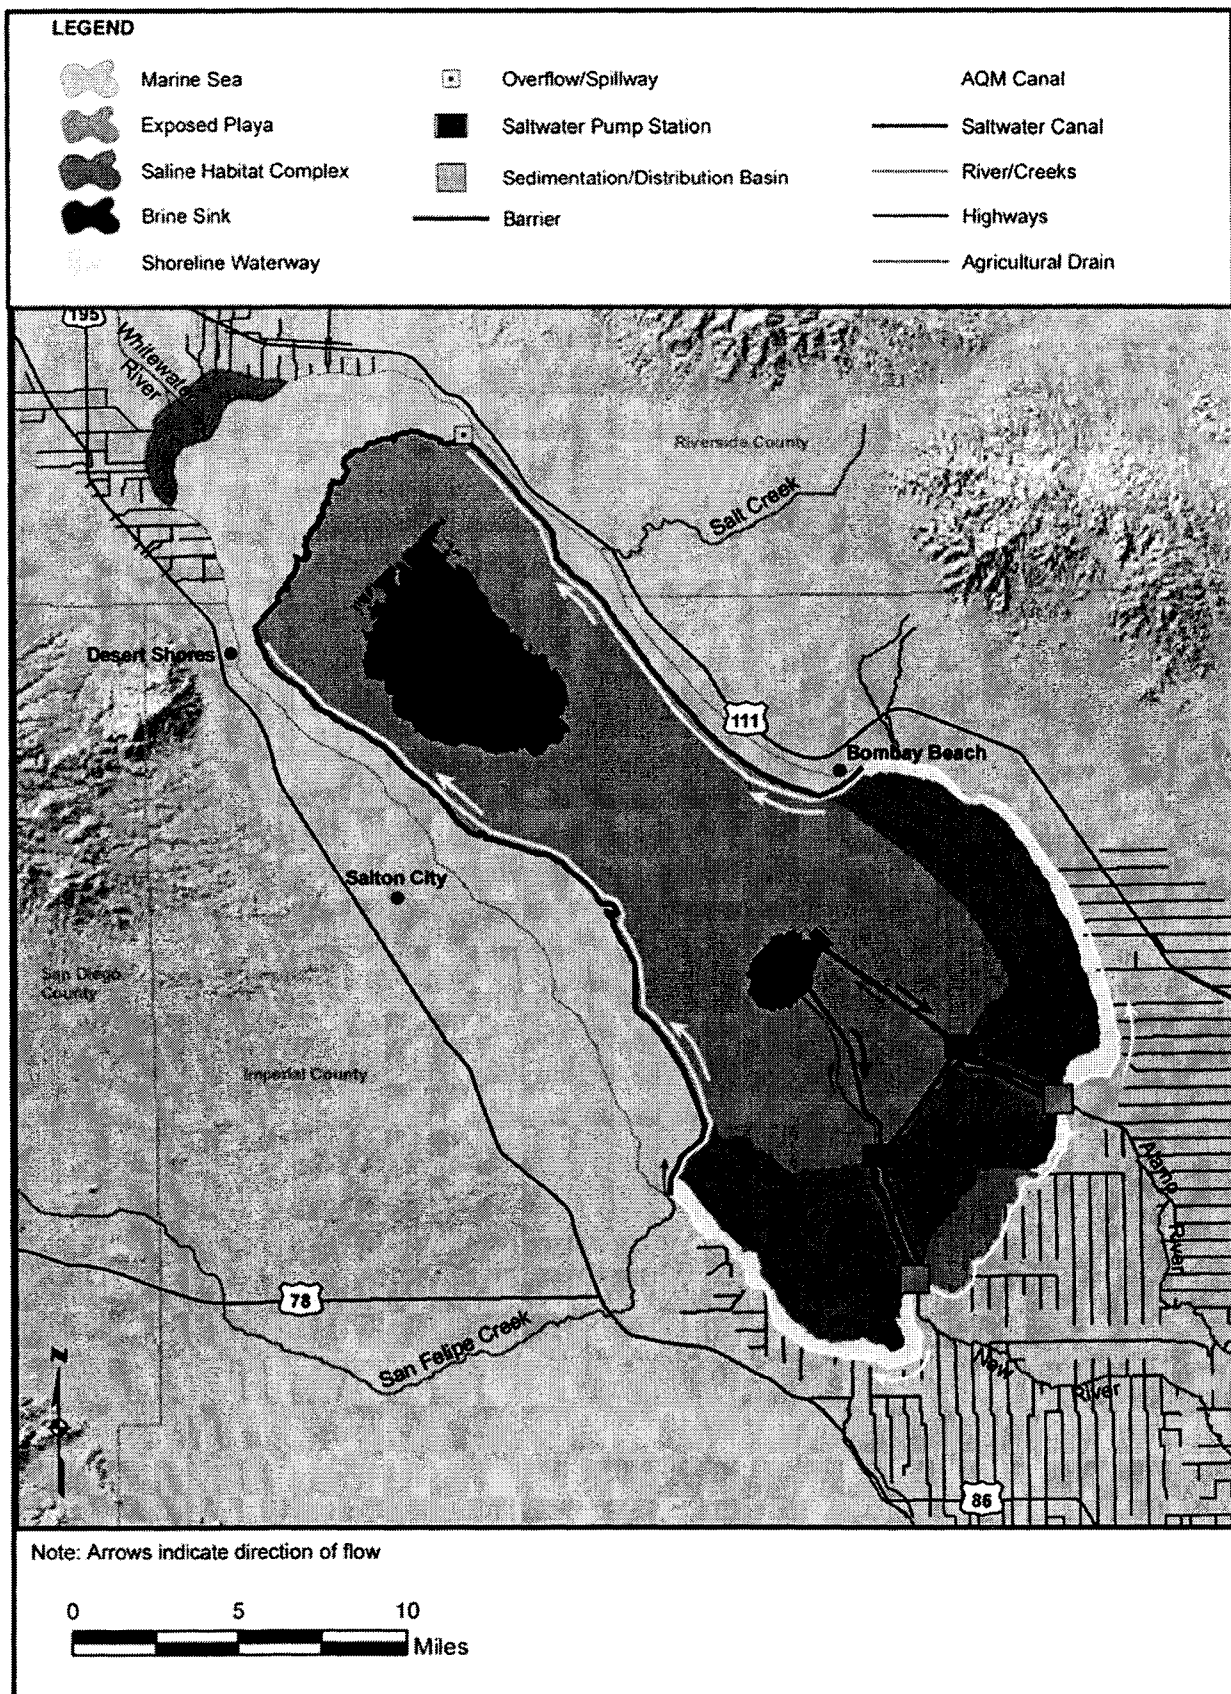 LEGEND
Marine Sea
Exposed Playa
Saline Habitat Complex
Brine Sink
Shoreline Waterway
Overflow/Spillway
Saltwater Pump Station
Sedimentation/Distribution Basin
Barrier
AQM Canal
Saltwater Canal
River/Creeks
Highways
Agricultural Drain
195
Whitewater
River
Riverside County
Salt Creek
Desert Shores
111
Bombay Beach
Salton City
San Diego
County
Imperial County
Alamo
River
78
San Felipe Creek
New
River
N
86
Note: Arrows indicate direction of flow
0 5 10
Miles